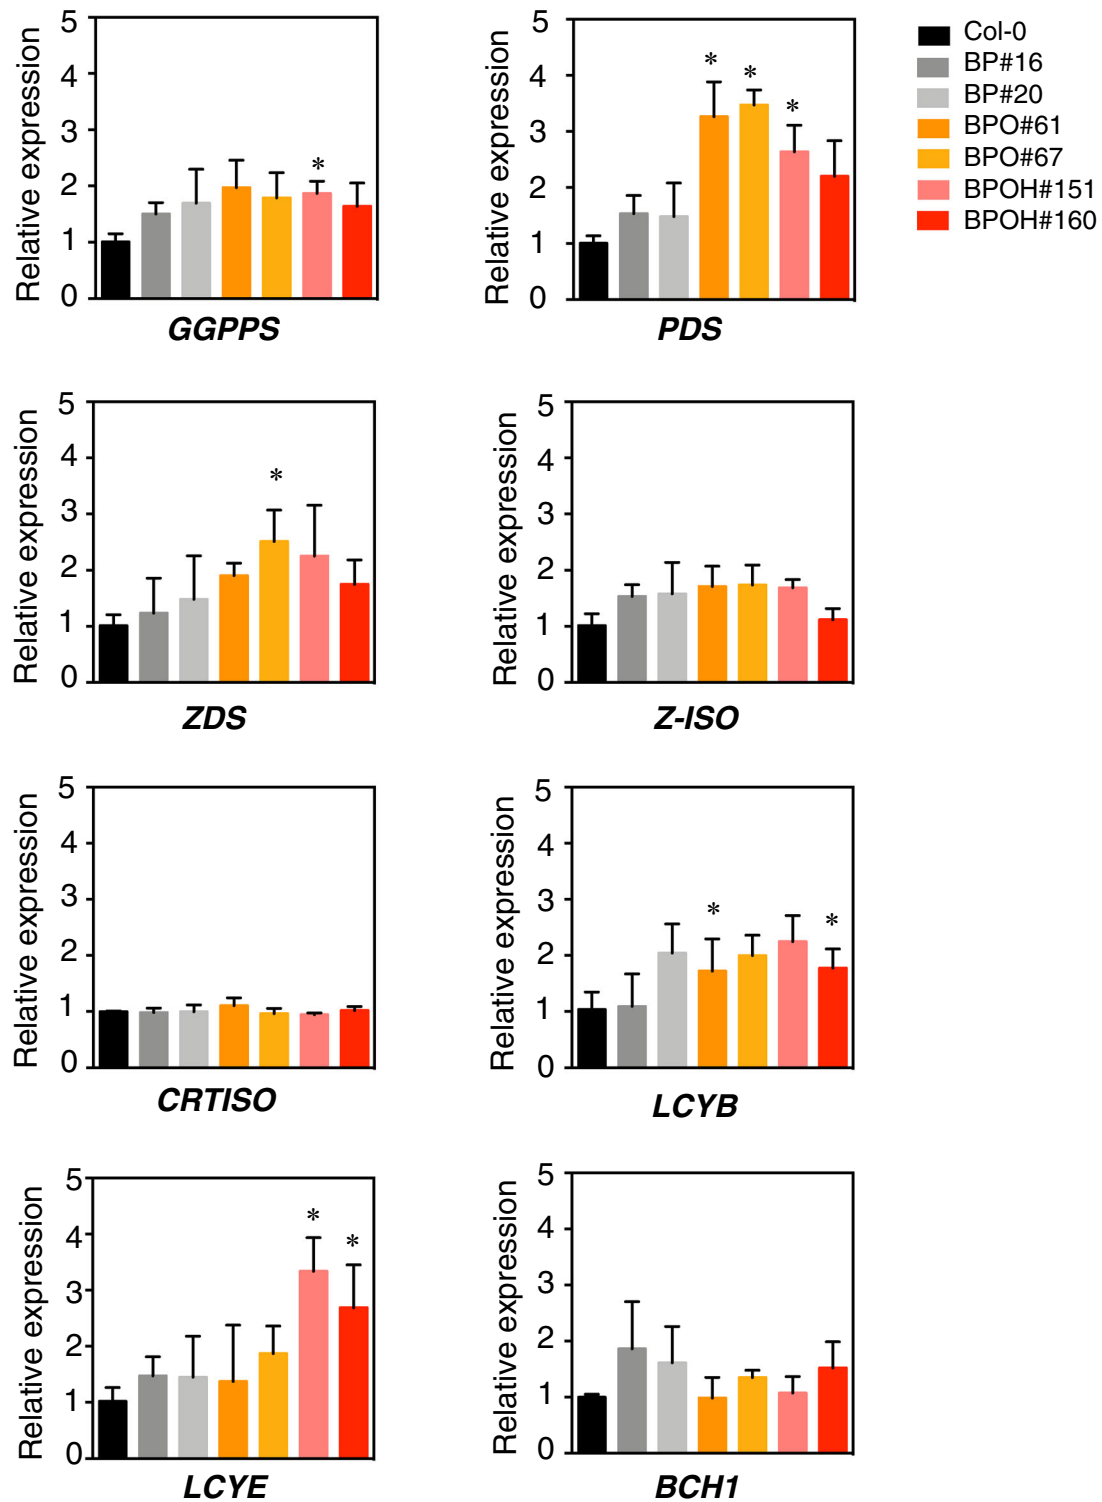 5
4
3
2
1
0
Relative expression
*
GGPPS
5
4
3
2
1
0
Relative expression
* * *
PDS
Col-0
BP#16
BP#20
BPO#61
BPO#67
BPOH#151
BPOH#160
5
4
3
2
1
0
Relative expression
*
ZDS
5
4
3
2
1
0
Relative expression
Z-ISO
5
4
3
2
1
0
Relative expression
CRTISO
5
4
3
2
1
0
Relative expression
* *
LCYB
5
4
3
2
1
0
Relative expression
* *
LCYE
5
4
3
2
1
0
Relative expression
BCH1